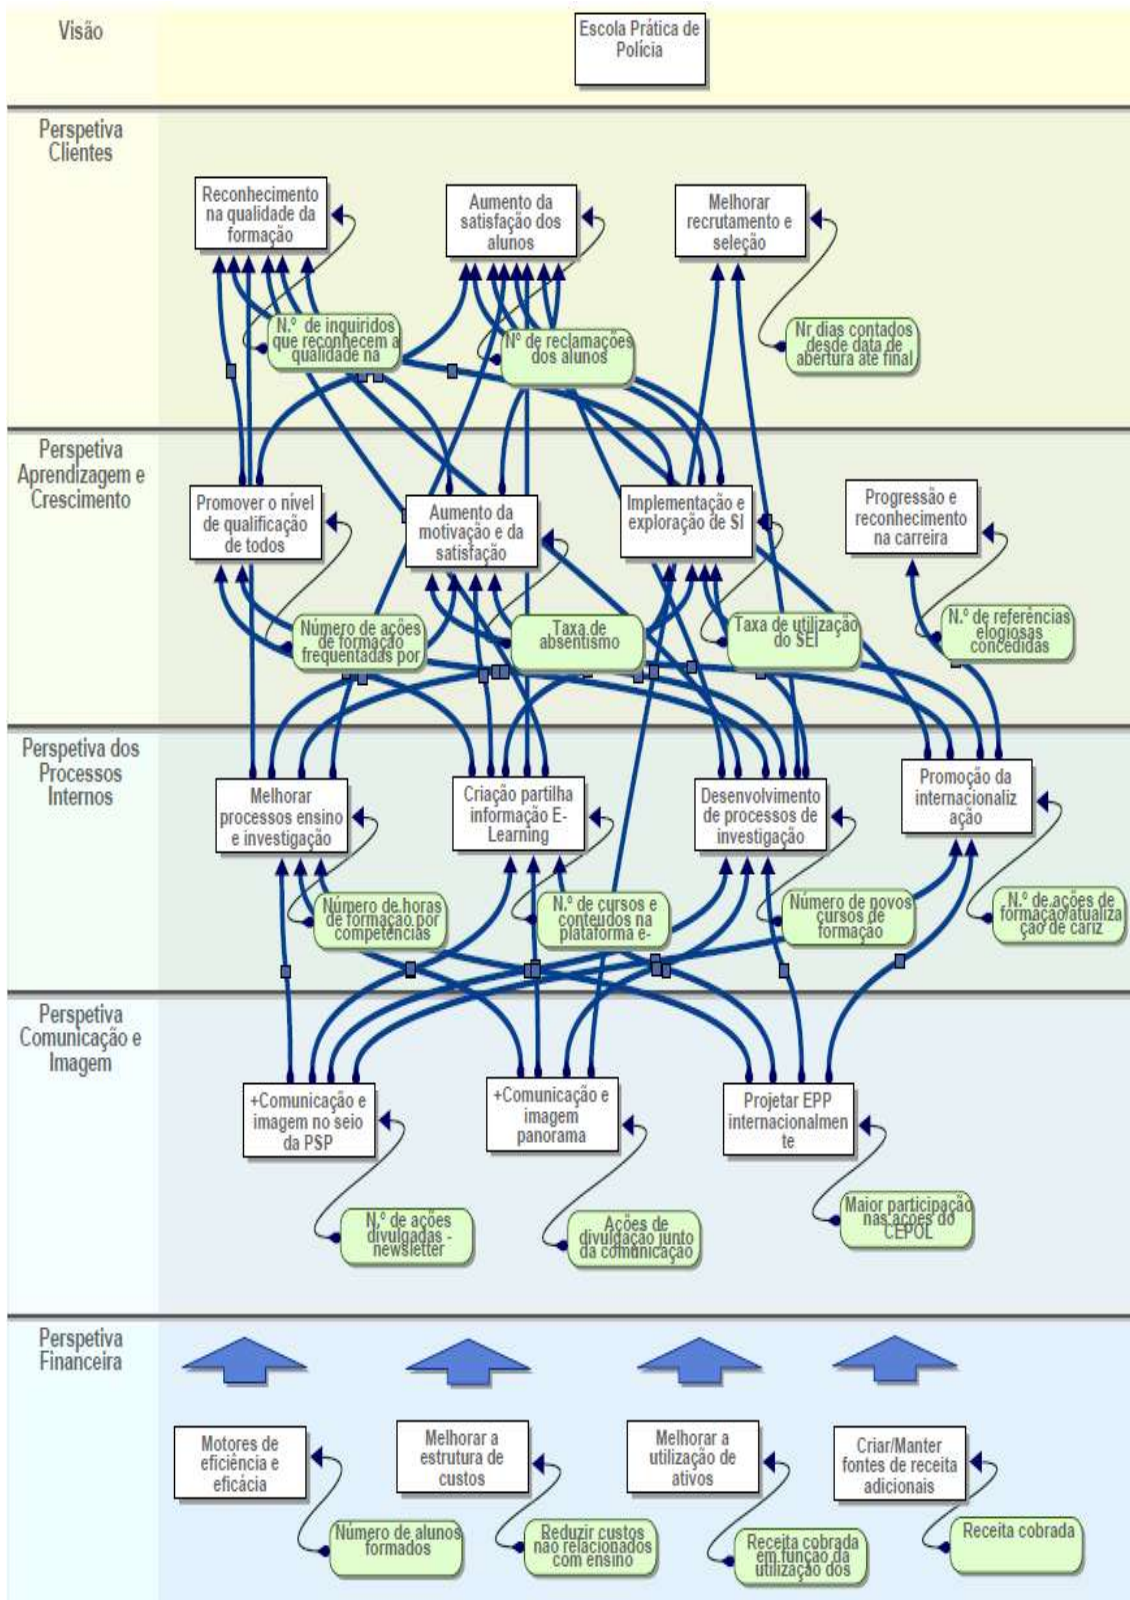 Visão
Escola Prática de
Polícia
Perspetiva
Clientes
Reconhecimento
na qualidade da
formação
Aumento da
satisfação dos
alunos
Melhorar
recrutamento e
seleção
N.º de inquiridos
que reconhecem a
qualidade na
Nº de reclamações
dos alunos
Nr dias contados
desde data de
abertura até final
Perspetiva
Aprendizagem e
Crescimento
Promover o nível
de qualificação
de todos
Aumento da
motivação e da
satisfação
Implementação e
exploração de SI
Progressão e
reconhecimento
na carreira
Número de ações
de formação
frequentadas por
Taxa de
absentismo
Taxa de utilização
do SEI
N.º de referências
elogiosas
concedidas
Perspetiva dos
Processos
Internos
Melhorar
processos ensino
e investigação
Criação partilha
informação E-
Learning
Desenvolvimento
de processos de
investigação
Promoção da
internacionaliz
ação
Número de horas
de formação por
competências
N.º de cursos e
conteúdos na
plataforma e-
Número de novos
cursos de
formação
N.º de ações de
formação/atualiza
ção de cariz
Perspetiva
Comunicação e
Imagem
+Comunicação e
imagem no seio
da PSP
+Comunicação e
imagem
panorama
Projetar EPP
internacionalmen
te
N.º de ações
divulgadas -
newsletter
Ações de
divulgação junto
da comunicação
Maior participação
nas ações do
CEPOL
Perspetiva
Financeira
Motores de
eficiência e
eficácia
Melhorar a
estrutura de
custos
Melhorar a
utilização de
ativos
Criar/Manter
fontes de receita
adicionais
Número de alunos
formados
Reduzir custos
não relacionados
com ensino
Receita cobrada
em função da
utilização dos
Receita cobrada